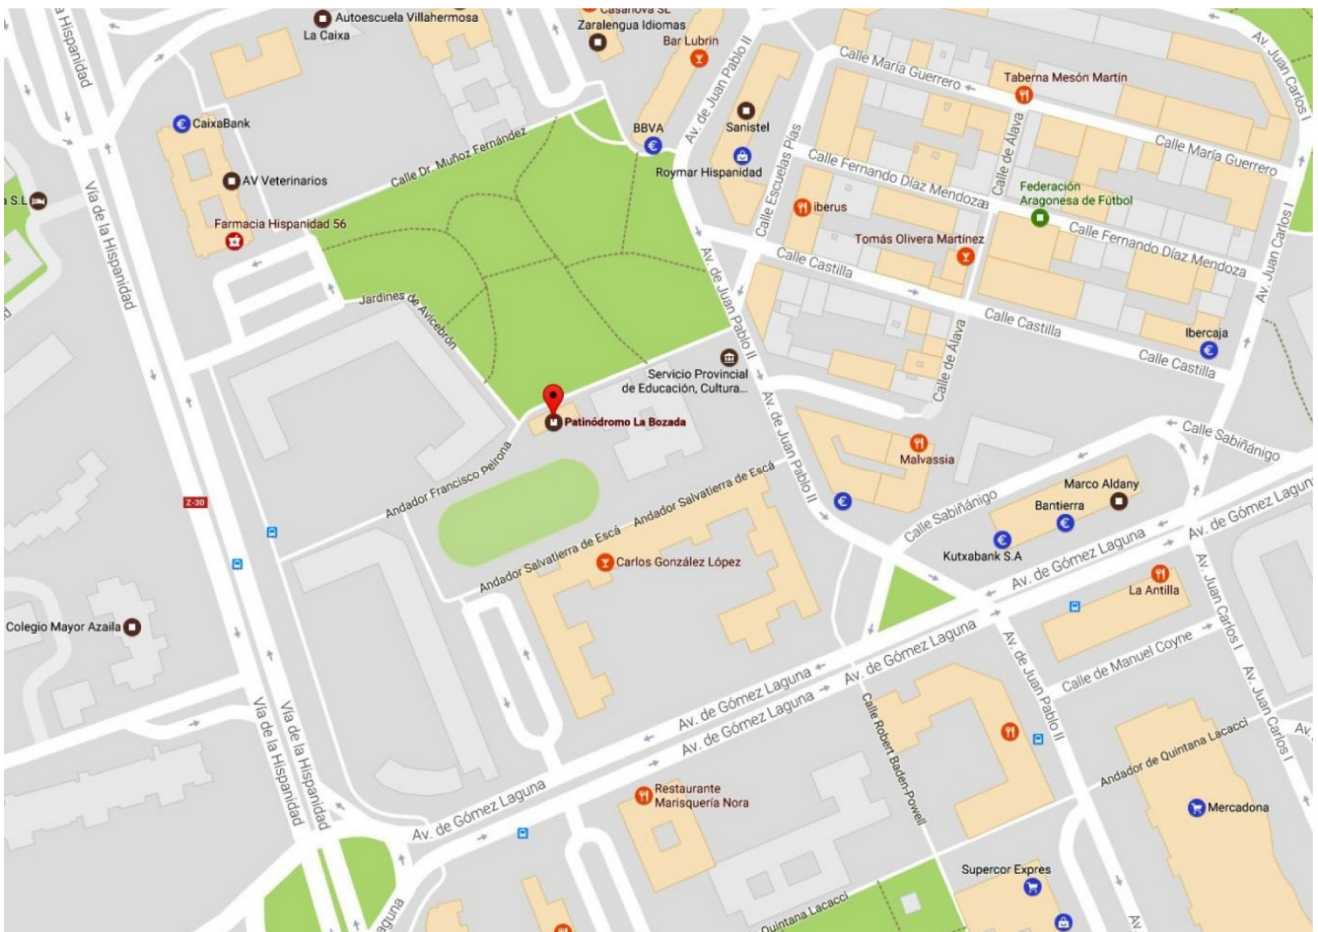 Casanova SL
Autoescuela Villahermosa
Zaralengua Idiomas
La Caixa
Vía de la Hispanidad
Bar Lubrin
Av. de Juan Pablo II
Calle María Guerrero
Av. Juan Carlos I
Taberna Mesón Martín
CaixaBank
BBVA
Sanistel
Calle Dr. Muñoz Fernández
Calle Escuelas Pías
Calle de Álava
Calle María Guerrero
Calle Fernando Díaz Mendoza
Roymar Hispanidad
AV Veterinarios
Federación
Aragonesa de Fútbol
a S.L
iberus
Farmacia Hispanidad 56
Tomás Olivera Martínez
Calle Fernando Díaz Mendoza
Vía de la Hispanidad
Calle Castilla
Av. Juan Carlos I
Jardines de Avicebrón
Av. de Juan Pablo II
Calle Castilla
Ibercaja
Calle de Álava
Calle Castilla
Servicio Provincial
de Educación, Cultura...
Patinódromo La Bozada
Av. de Juan Pablo II
Calle Sabiñánigo
Malvassia
Andador Francisco Peirona
Andador Salvatierra de Escá
Marco Aldany
Z-30
Bantierra
Calle Sabiñánigo
Av. de Gómez Lagun
Kutxabank S.A
Andador Salvatierra de Escá
Carlos González López
Av. de Gómez Laguna
La Antilla
Av. Juan Carlos I
Colegio Mayor Azaila
Av. de Gómez Laguna
Av. de Juan Pablo II
Calle de Manuel Coyne
Av. de Gómez Laguna
Av. de Gómez Laguna
Vía de la Hispanidad
Vía de la Hispanidad
Calle Robert Baden-Powell
Av. Juan Carlos I
Av.
Andador de Quintana Lacacci
Restaurante
Marisquería Nora
Mercadona
Av. de Gómez Laguna
Supercor Expres
Quintana Lacacci
aguna
Av.